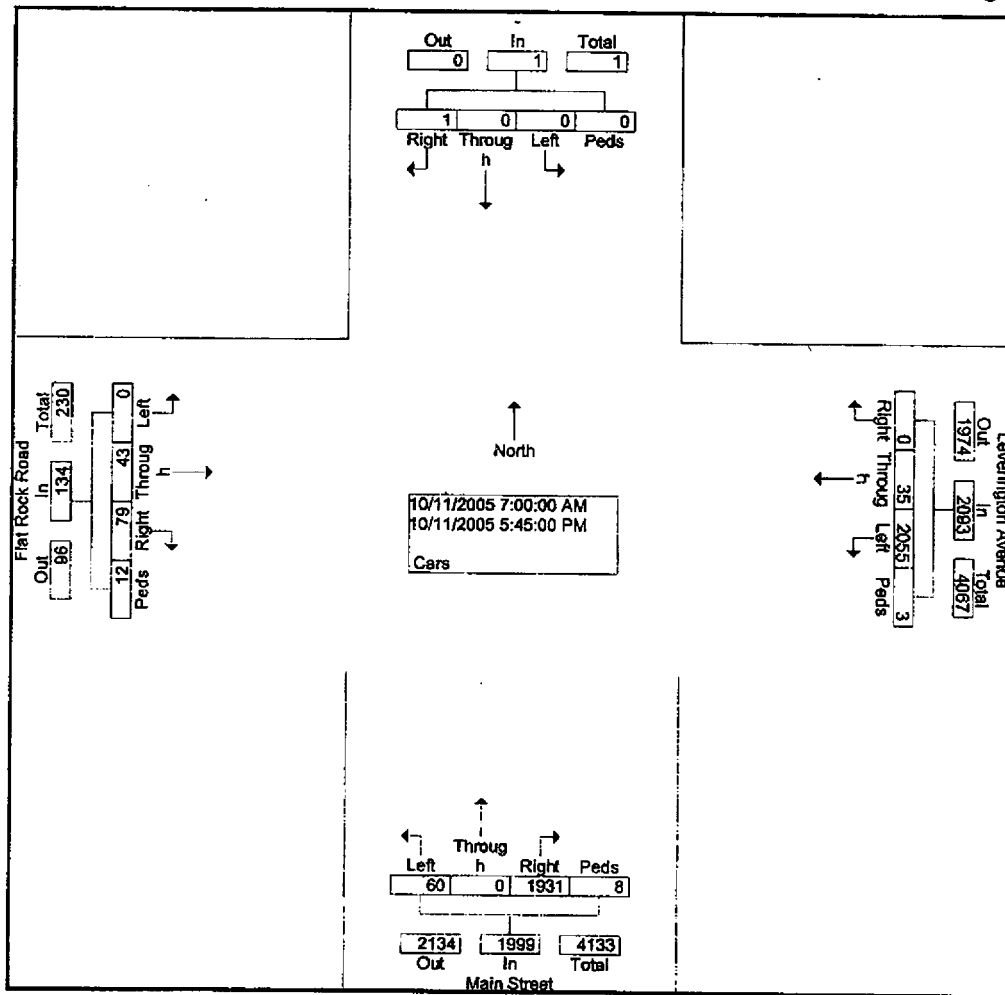 Out In Total
0 1 1
1 0 0 0
Right Throug Left Peds
h
North
10/11/2005 7:00:00 AM
10/11/2005 5:45:00 PM
Cars
Flat Rock Road
Total In Out
230 134 96
0 43 79 12
Left Throug Right Peds
h
Leverington Avenue
Out In Total
1974 2093 4067
0 35 2055 3
Right Throug Left Peds
h
Throug
Left h Right Peds
60 0 1931 8
2134 1999 4133
Out In Total
Main Street